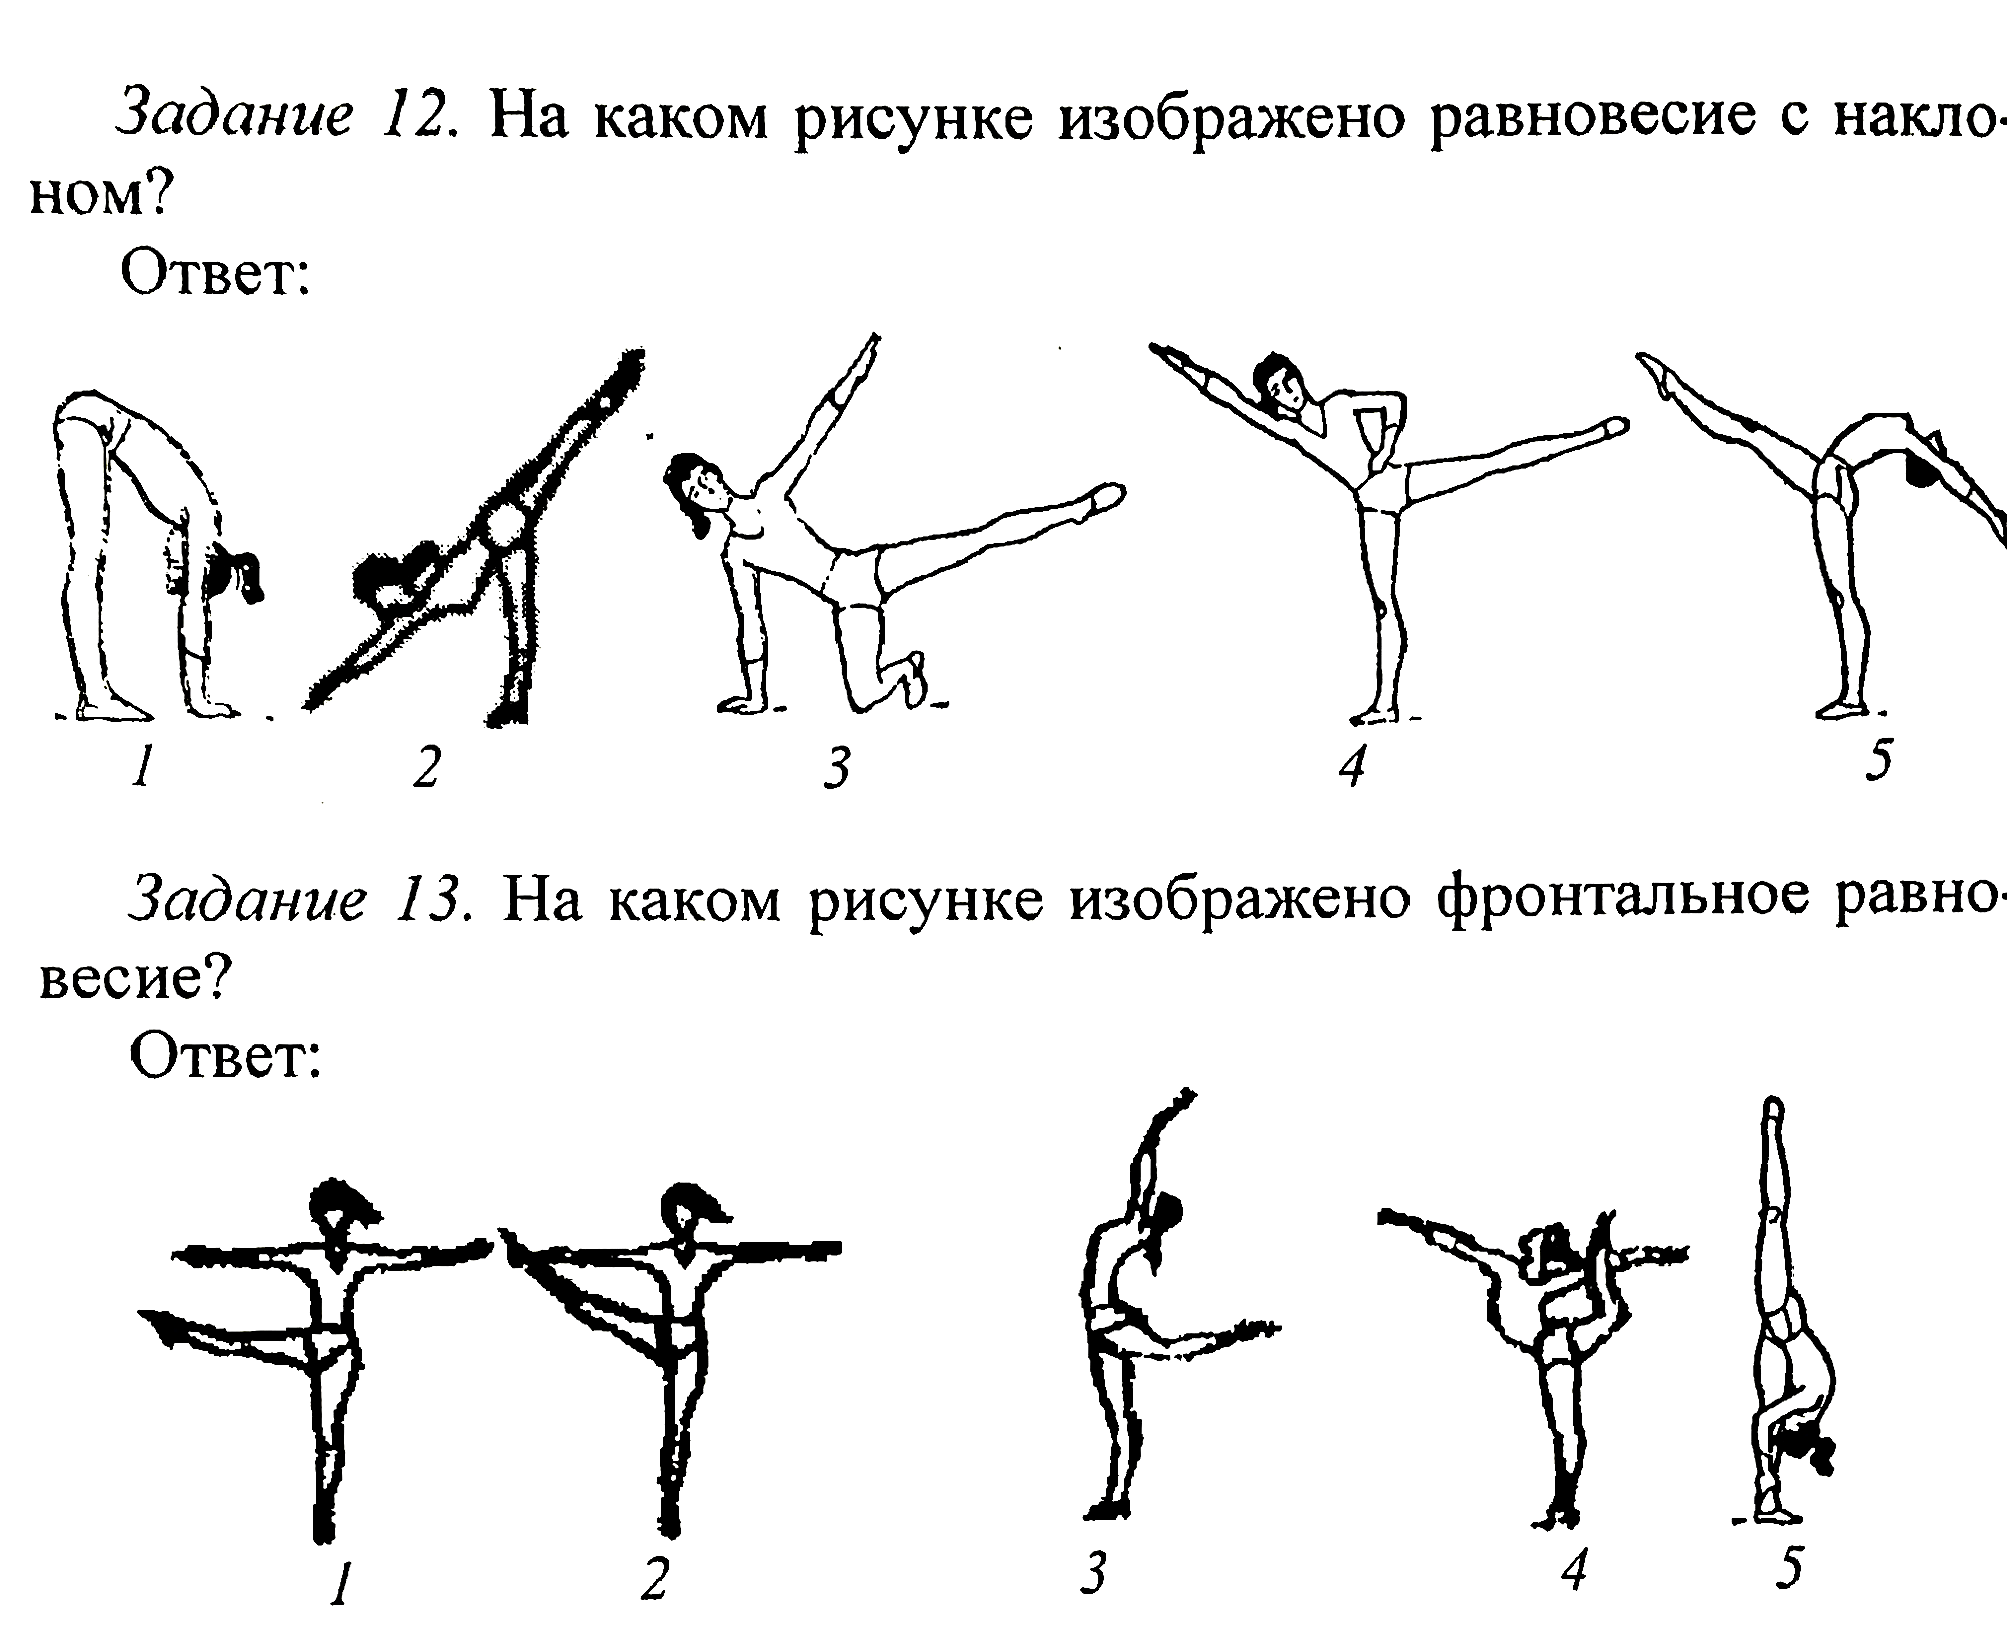 Задание 12. На каком рисунке изображено равновесие с накло-
ном?
Ответ:
1 2 3 4 5
Задание 13. На каком рисунке изображено фронтальное равно-
весие?
Ответ:
1 2 3 4 5